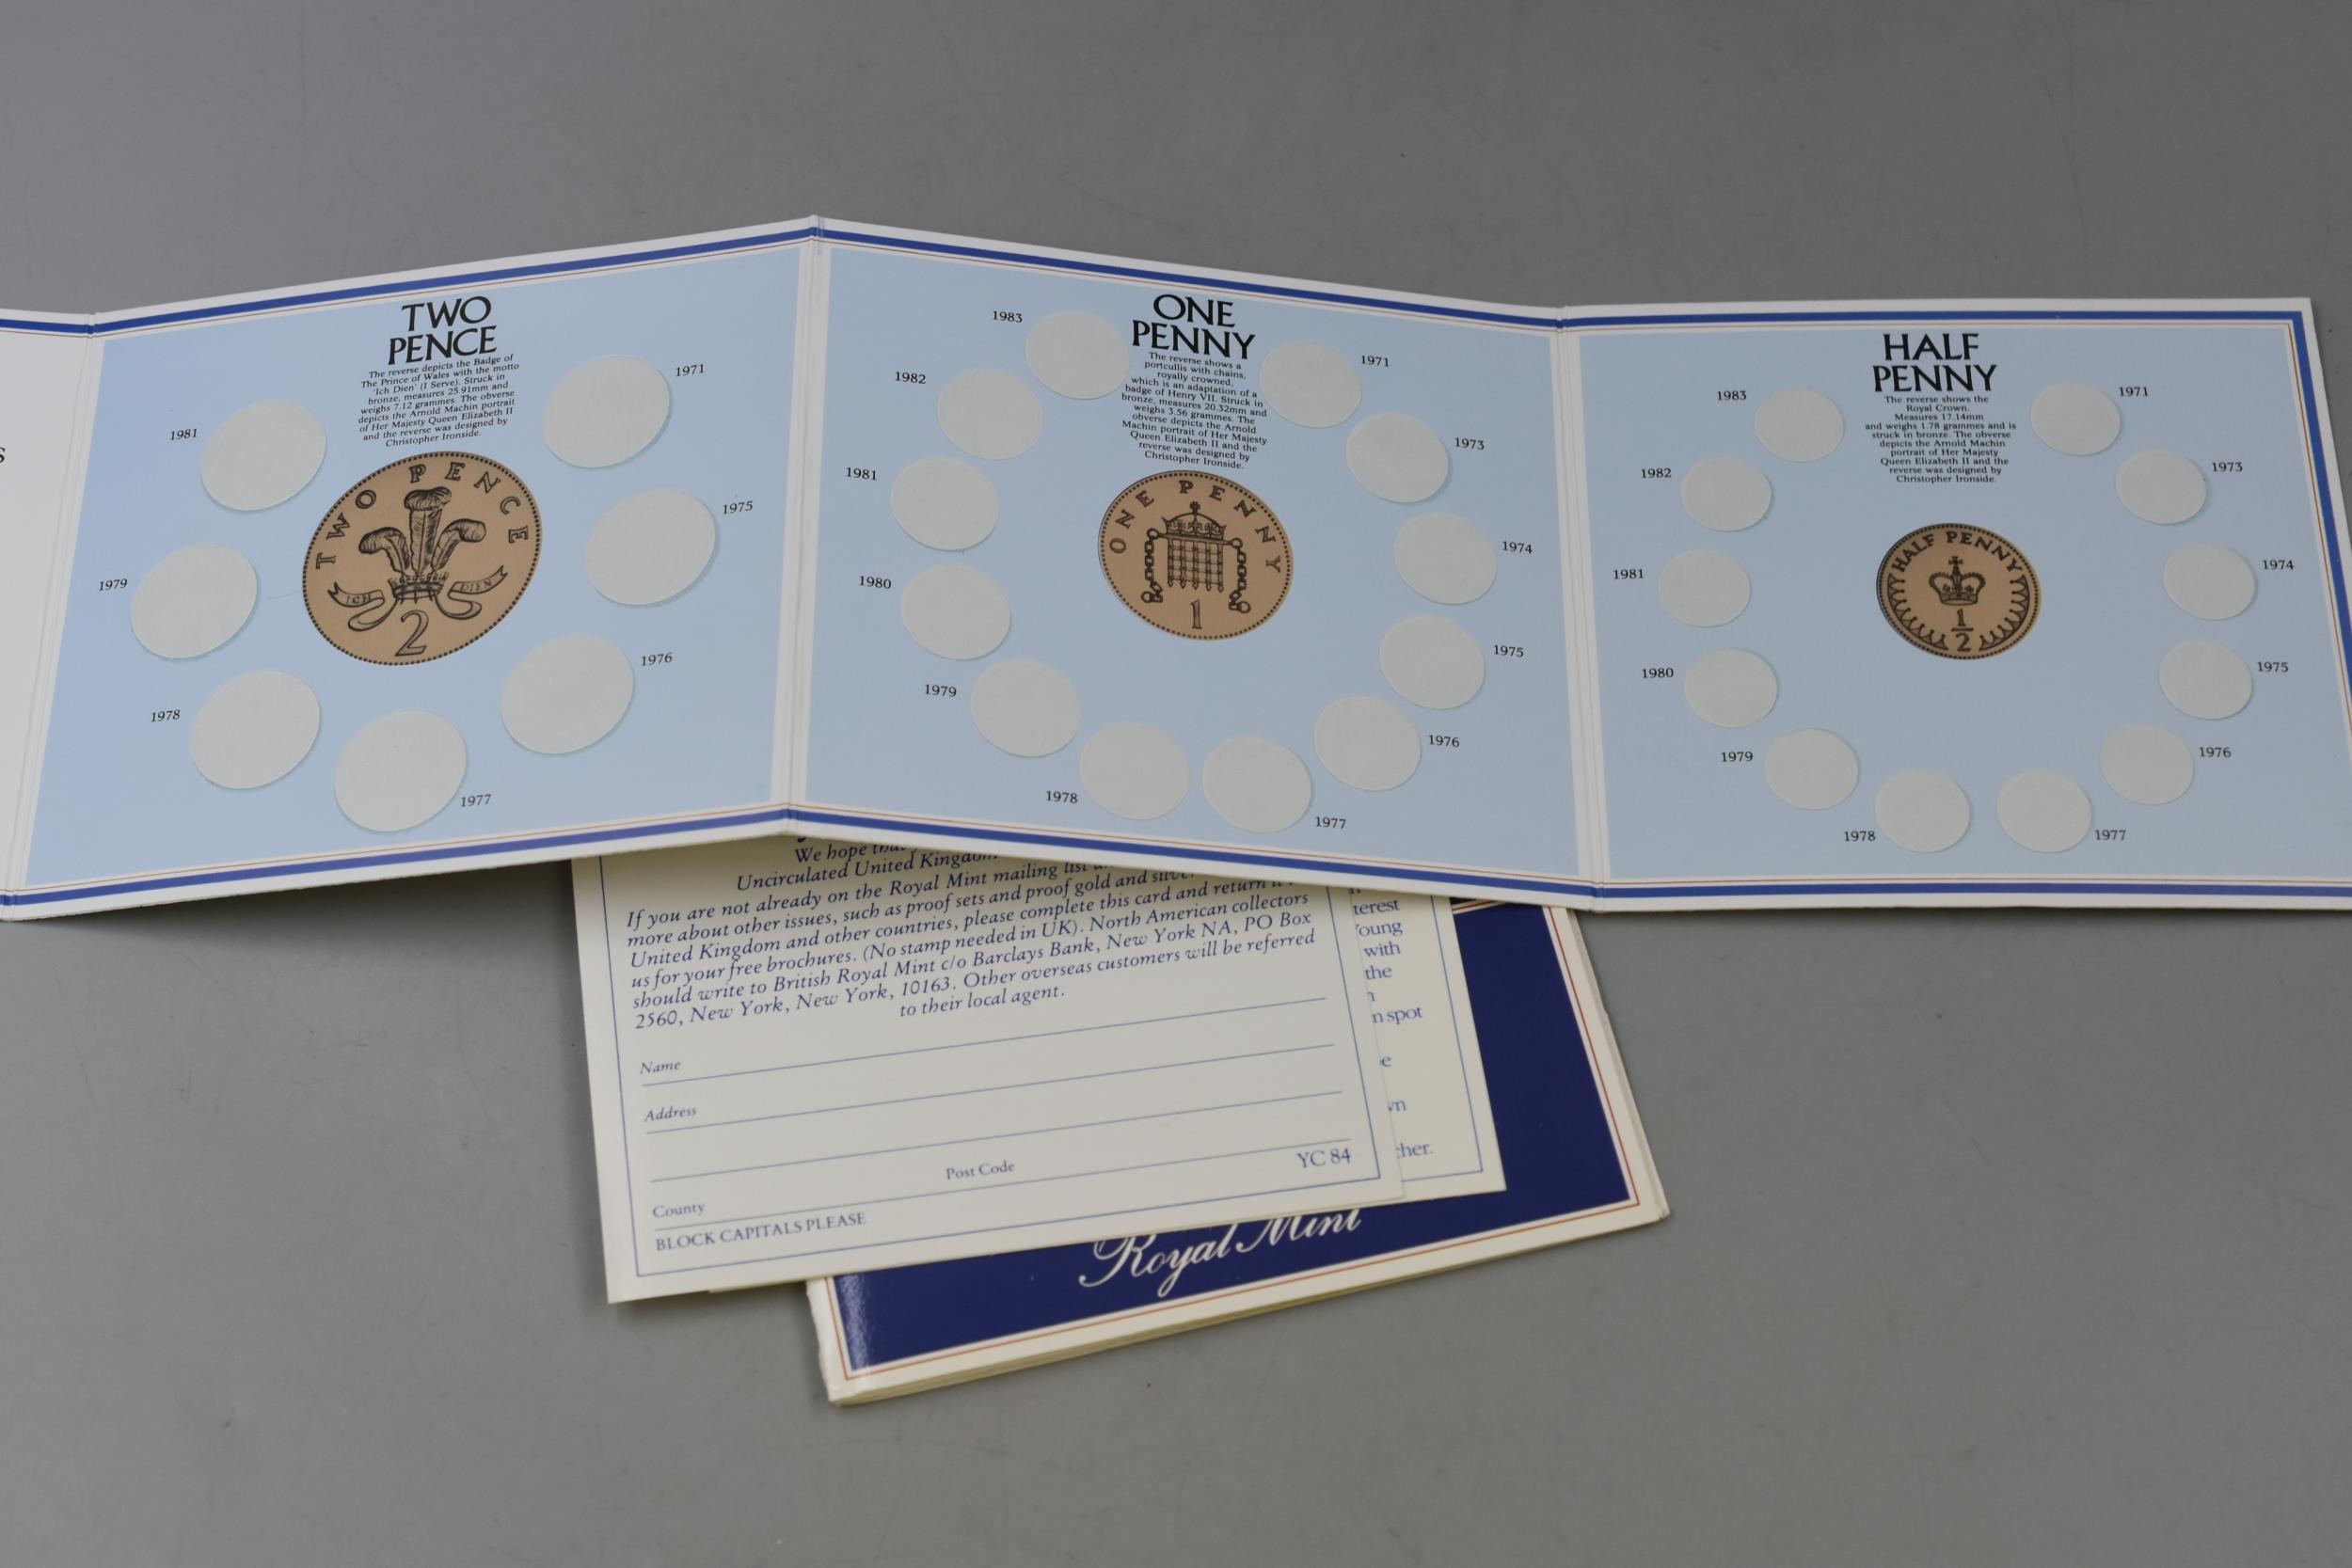 S
TWO
PENCE
The reverse depicts the Badge of
The Prince of Wales with the motto
'Ich Dien' (I Serve). Struck in
bronze, measures 25.91mm and
weighs 7.12 grammes. The obverse
depicts the Arnold Machin portrait
of Her Majesty Queen Elizabeth II
and the reverse was designed by
Christopher Ironside.
1971
1975
1976
1977
1978
1979
1981
TWO PENCE
ICH DIEN
2
ONE
PENNY
The reverse shows a
portcullis with chains,
royally crowned,
which is an adaptation of a
badge of Henry VII. Struck in
bronze, measures 20.32mm and
weighs 3.56 grammes. The
obverse depicts the Arnold
Machin portrait of Her Majesty
Queen Elizabeth II and the
reverse was designed by
Christopher Ironside.
1971
1973
1974
1975
1976
1977
1978
1979
1980
1981
1982
1983
ONE PENNY
1
HALF
PENNY
The reverse shows the
Royal Crown.
Measures 17.14mm
and weighs 1.78 grammes and is
struck in bronze. The obverse
depicts the Arnold Machin
portrait of Her Majesty
Queen Elizabeth II and the
reverse was designed by
Christopher Ironside.
1971
1973
1974
1975
1976
1977
1978
1979
1980
1981
1982
1983
HALF PENNY
1/2
We hope
Uncirculated United Kingdom
If you are not already on the Royal Mint mailing list
more about other issues, such as proof sets and proof gold and
United Kingdom and other countries, please complete this card and return
us for your free brochures. (No stamp needed in UK). North American collectors
should write to British Royal Mint c/o Barclays Bank, New York NA, PO Box
2560, New York, New York, 10163. Other overseas customers will be referred
to their local agent.
Name
Address
Post Code
YC 84
County
BLOCK CAPITALS PLEASE
terest
oung
with
the
n spot
e
wn
cher.
Royal Mint